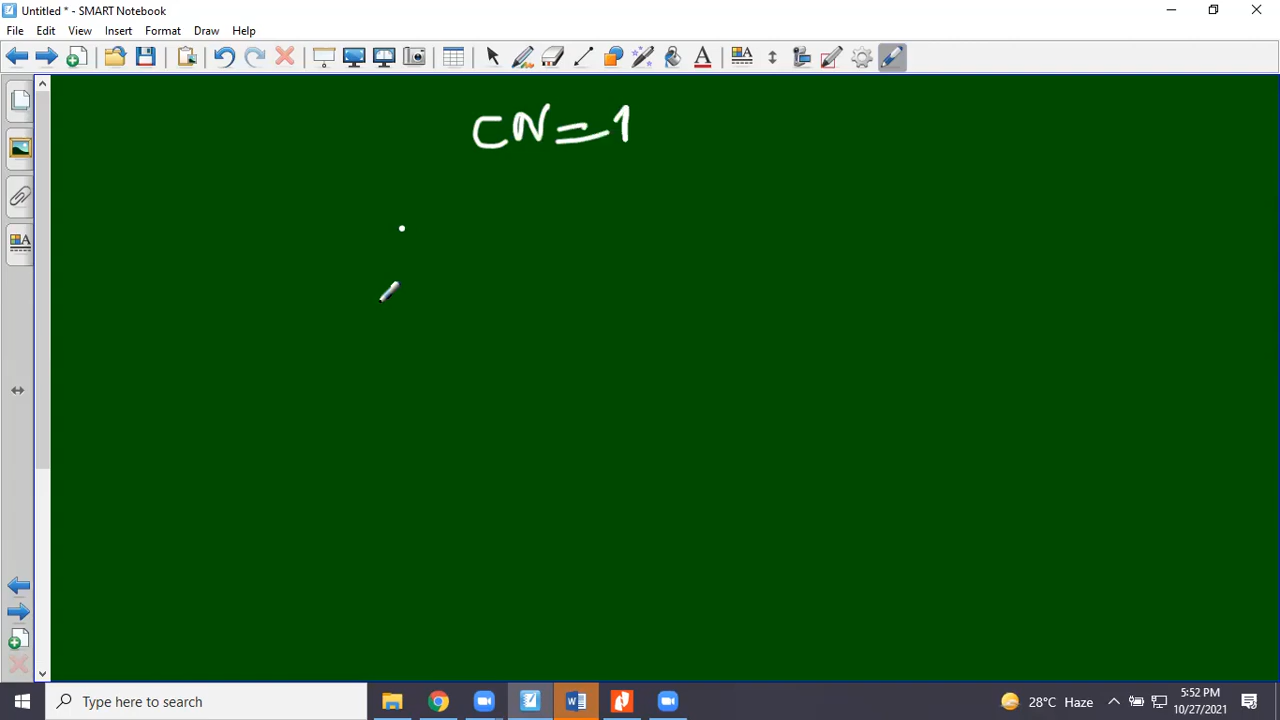 Untitled * - SMART Notebook
File Edit View Insert Format Draw Help
CN=1
Type here to search
28°C Haze
5:52 PM
10/27/2021